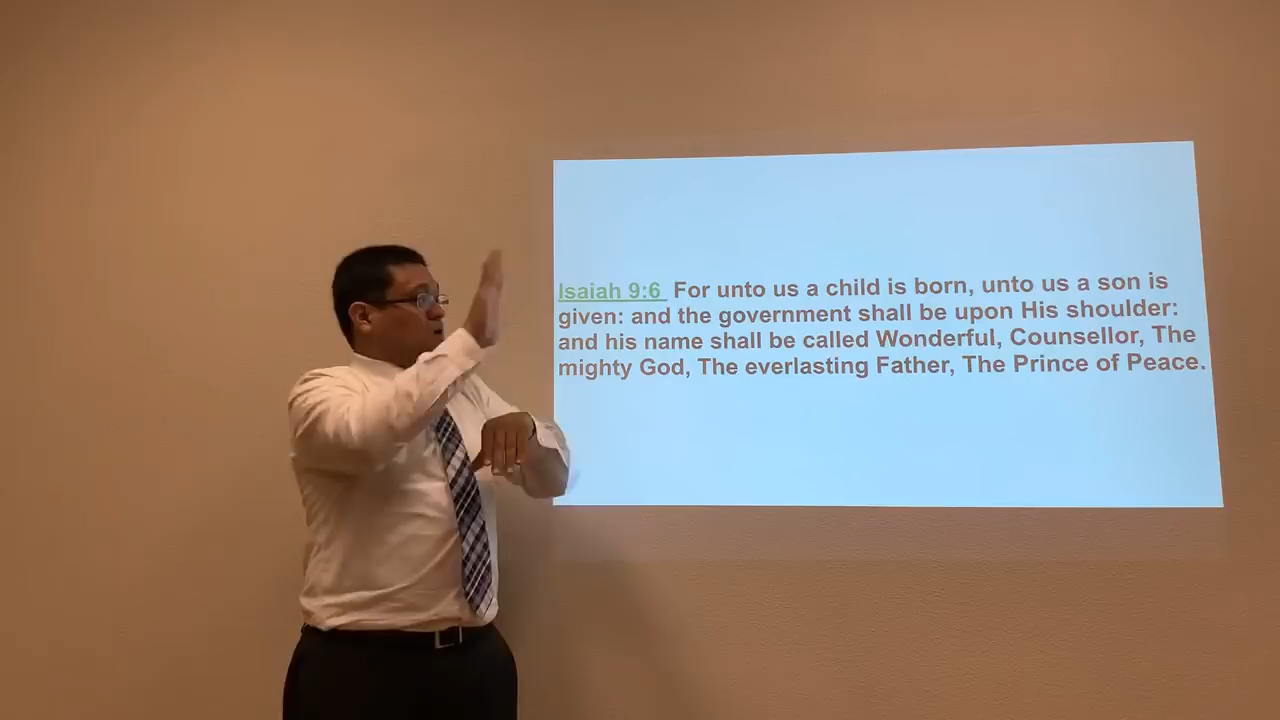 Isaiah 9:6 For unto us a child is born, unto us a son is
given: and the government shall be upon His shoulder:
and his name shall be called Wonderful, Counsellor, The
mighty God, The everlasting Father, The Prince of Peace.